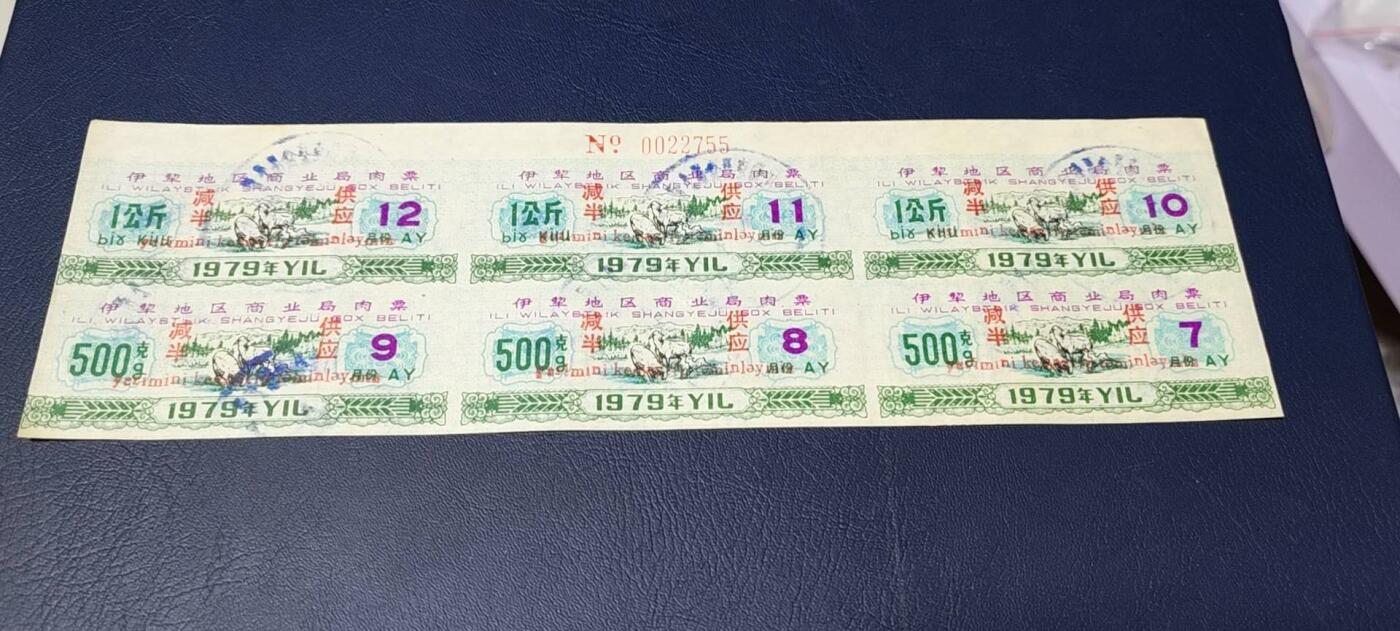 Nº 0022755
伊犁地区商业局肉票
ILI WILAYƏTLIK SHANGYEJU GOX BELITI
1公斤 减半 供应 12
bir kilo yerimini kemaytip təminlaydu 月份 AY
1979年YIL
伊犁地区商业局肉票
ILI WILAYƏTLIK SHANGYEJU GOX BELITI
1公斤 减半 供应 11
月份 AY
1979年YIL
伊犁地区商业局肉票
ILI SHANGYEJU BELITI
1公斤 减半 供应 10
月份 AY
1979年YIL
伊犁地区商业局肉票
ILI SHANGYEJU BELITI
500克 g 减半 供应 9
月份 AY
1979年YIL
伊犁地区商业局肉票
ILI SHANGYEJU BELITI
500克 g 减半 供应 8
月份 AY
1979年YIL
伊犁地区商业局肉票
ILI SHANGYEJU BELITI
500克 g 减半 供应 7
月份 AY
1979年YIL